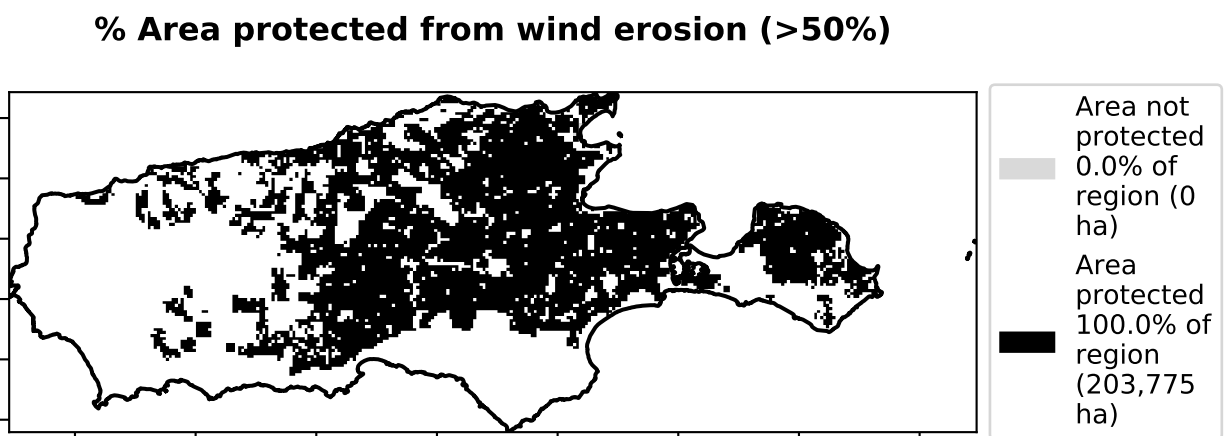 % Area protected from wind erosion (>50%)
Area not
protected
0.0% of
region (0
ha)
Area
protected
100.0% of
region
(203,775
ha)